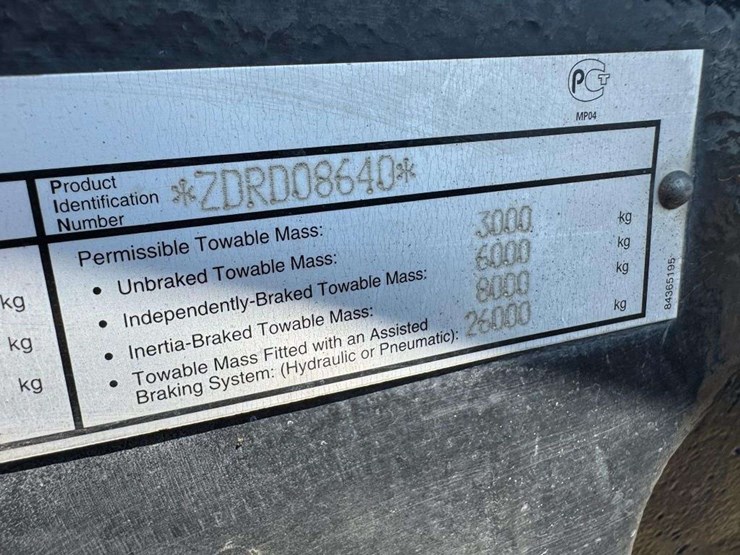 PCT
MP04
Product
Identification
Number
*ZDRD08640*
Permissible Towable Mass:
• Unbraked Towable Mass: 3000 kg
• Independently-Braked Towable Mass: 6000 kg
• Inertia-Braked Towable Mass: 8000 kg
• Towable Mass Fitted with an Assisted
Braking System: (Hydraulic or Pneumatic): 26000 kg
kg
kg
kg
84365195